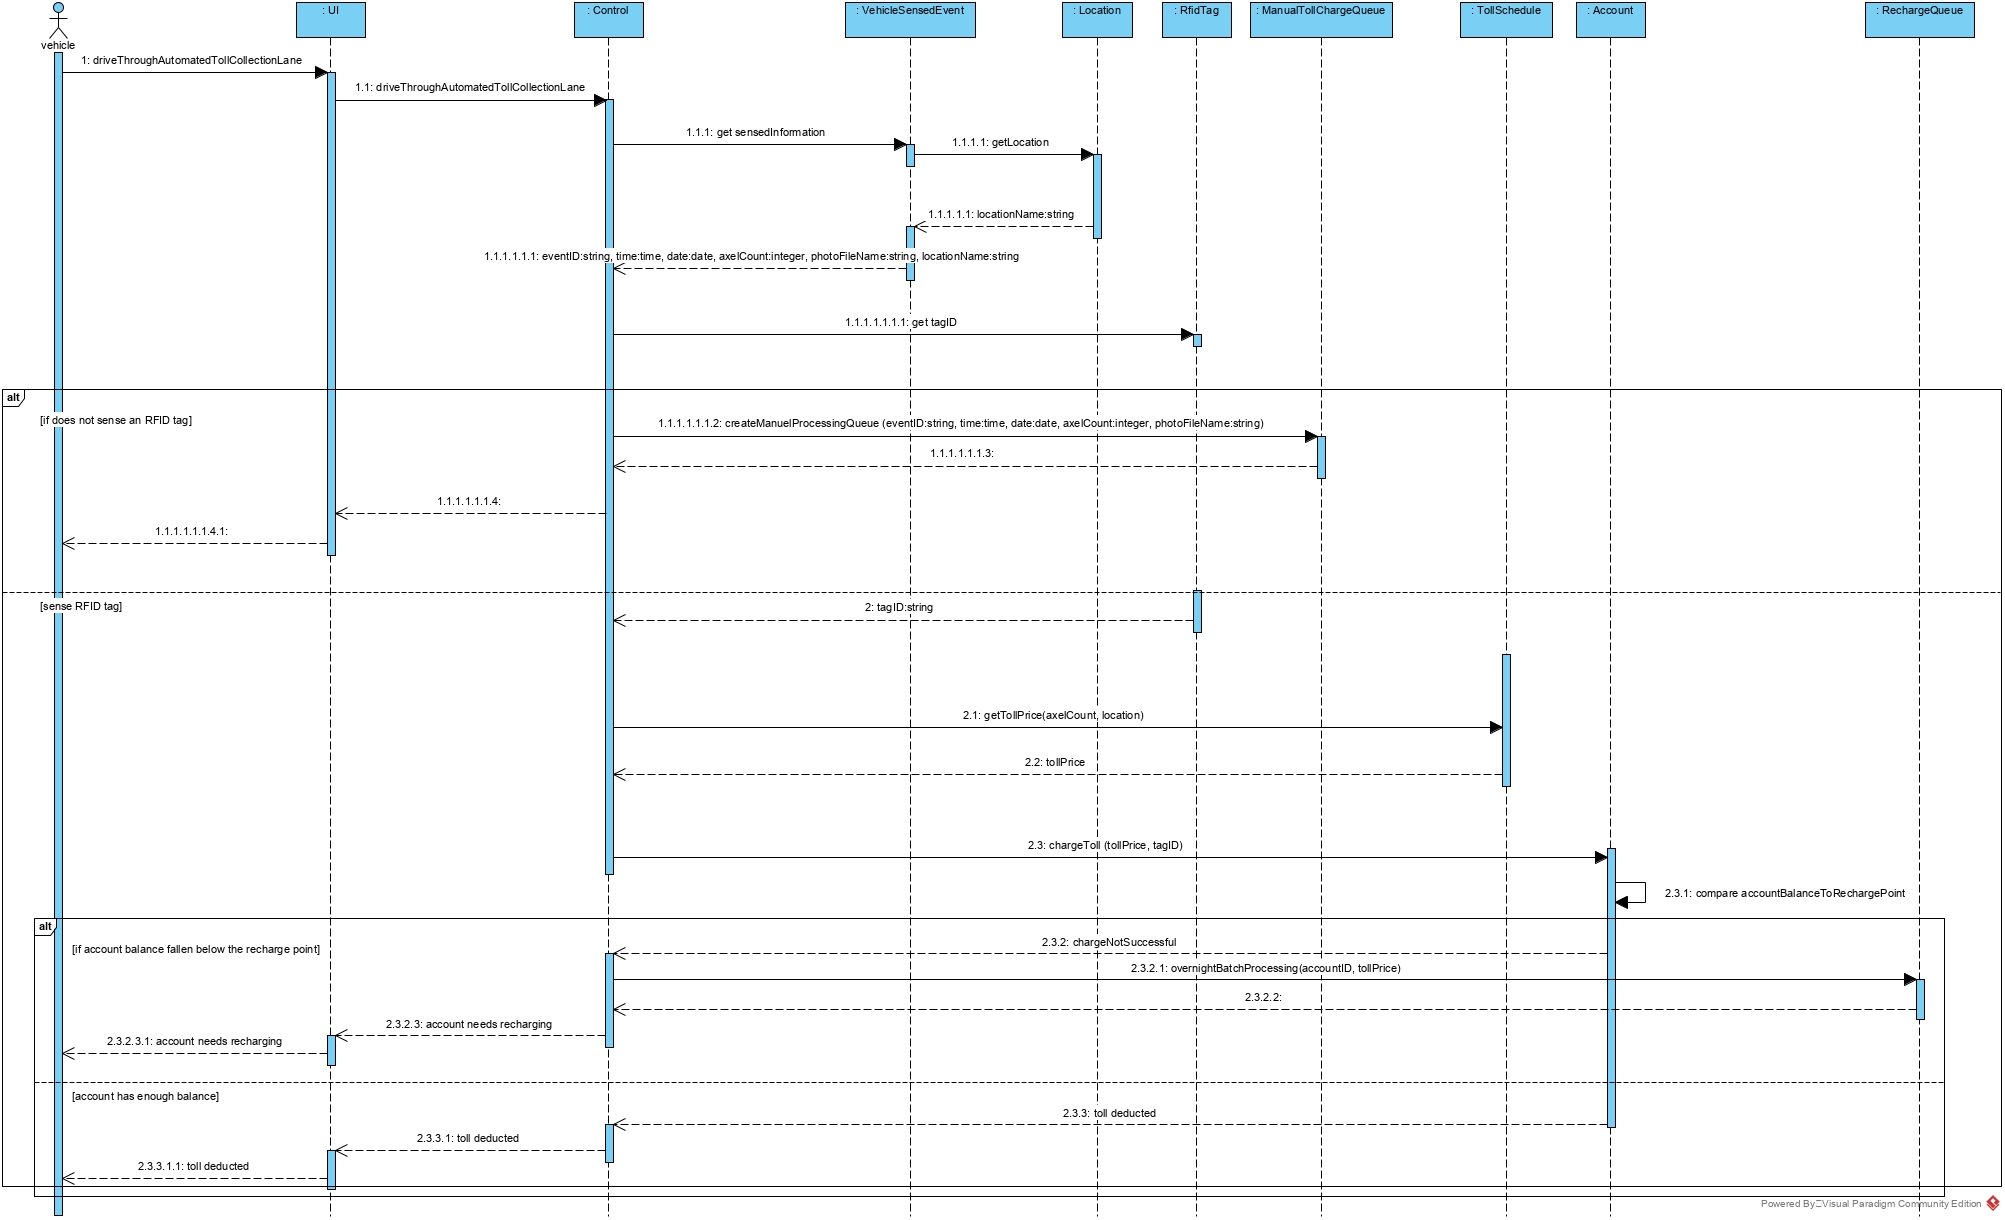 : UI
: Control
: VehicleSensedEvent
: Location
: RfidTag
: ManualTollChargeQueue
: TollSchedule
: Account
: RechargeQueue
vehicle
1: driveThroughAutomatedTollCollectionLane
1.1: driveThroughAutomatedTollCollectionLane
1.1.1: get sensedInformation
1.1.1.1: getLocation
1.1.1.1.1: locationName:string
1.1.1.1.1.1: eventID:string, time:time, date:date, axelCount:integer, photoFileName:string, locationName:string
1.1.1.1.1.1.1: get tagID
alt
[if does not sense an RFID tag]
1.1.1.1.1.1.2: createManuelProcessingQueue (eventID:string, time:time, date:date, axelCount:integer, photoFileName:string)
1.1.1.1.1.1.3:
1.1.1.1.1.1.4:
1.1.1.1.1.1.4.1:
[sense RFID tag]
2: tagID:string
2.1: getTollPrice(axelCount, location)
2.2: tollPrice
2.3: chargeToll (tollPrice, tagID)
2.3.1: compare accountBalanceToRechargePoint
alt
[if account balance fallen below the recharge point]
2.3.2: chargeNotSuccessful
2.3.2.1: overnightBatchProcessing(accountID, tollPrice)
2.3.2.2:
2.3.2.3: account needs recharging
2.3.2.3.1: account needs recharging
[account has enough balance]
2.3.3: toll deducted
2.3.3.1: toll deducted
2.3.3.1.1: toll deducted
Powered By Visual Paradigm Community Edition